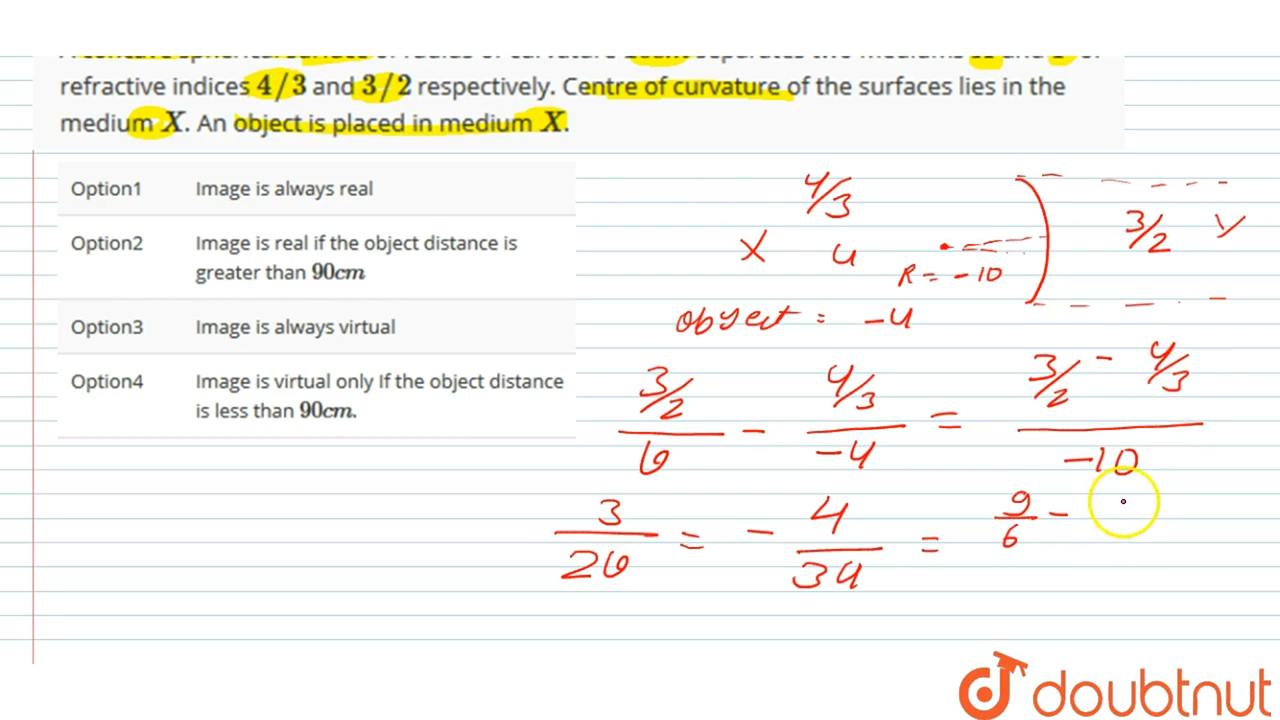 refractive indices 4/3 and 3/2 respectively. Centre of curvature of the surfaces lies in the
medium X. An object is placed in medium X.
Option1 Image is always real
Option2 Image is real if the object distance is
greater than 90cm
Option3 Image is always virtual
Option4 Image is virtual only If the object distance
is less than 90cm.
4/3
X u
R = -10
3/2 y
object = -u
3/2 / v - 4/3 / -u = 3/2 - 4/3 / -10
3 / 2v = - 4 / 3u = 9/6 -
doubtnut